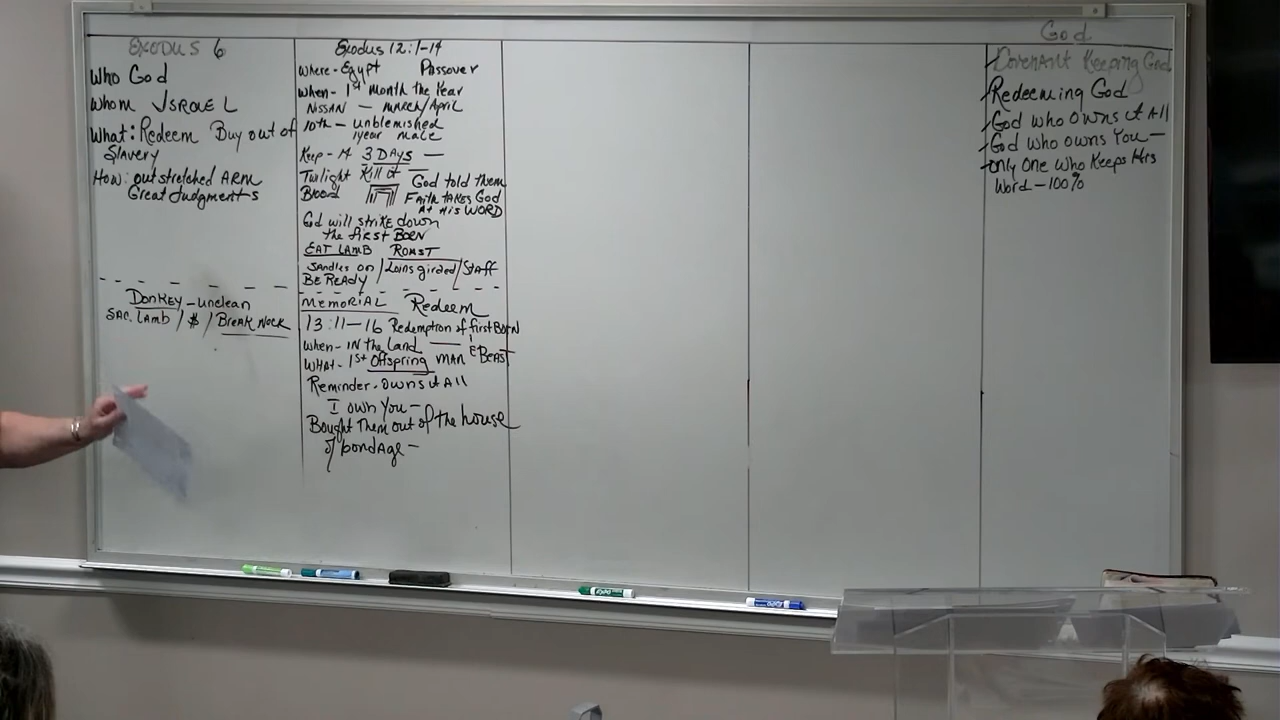 Exodus 6
Who God
Whom ISRAEL
What: Redeem Buy out of
Slavery
How: outstretched ARM
Great Judgments
Donkey - unclean
SAC. LAMB / $ / Break Neck
Exodus 12:1-14
Where - Egypt Passover
When - 1st Month the Year
NISSAN - MARCH/April
10th - unblemished
1year male
Keep - 14 3 DAYS -
Twilight Kill it -
Blood God told them
FAITH TAKES God
At His WORD
God will STRIKE down
the first BORN
EAT LAMB ROAST
Sandles on / Loins girded / Staff
BE READY
MEMORIAL Redeem
13:11-16 Redemption of first BORN
When - IN the Land -
WHAT - 1st Offspring MAN & BEAST
Reminder - owns it All
I own You -
Bought Them out of the house
of bondage -
God
Covenant Keeping God
Redeeming God
God who owns it All
God who owns You -
only One who Keeps His
Word - 100%